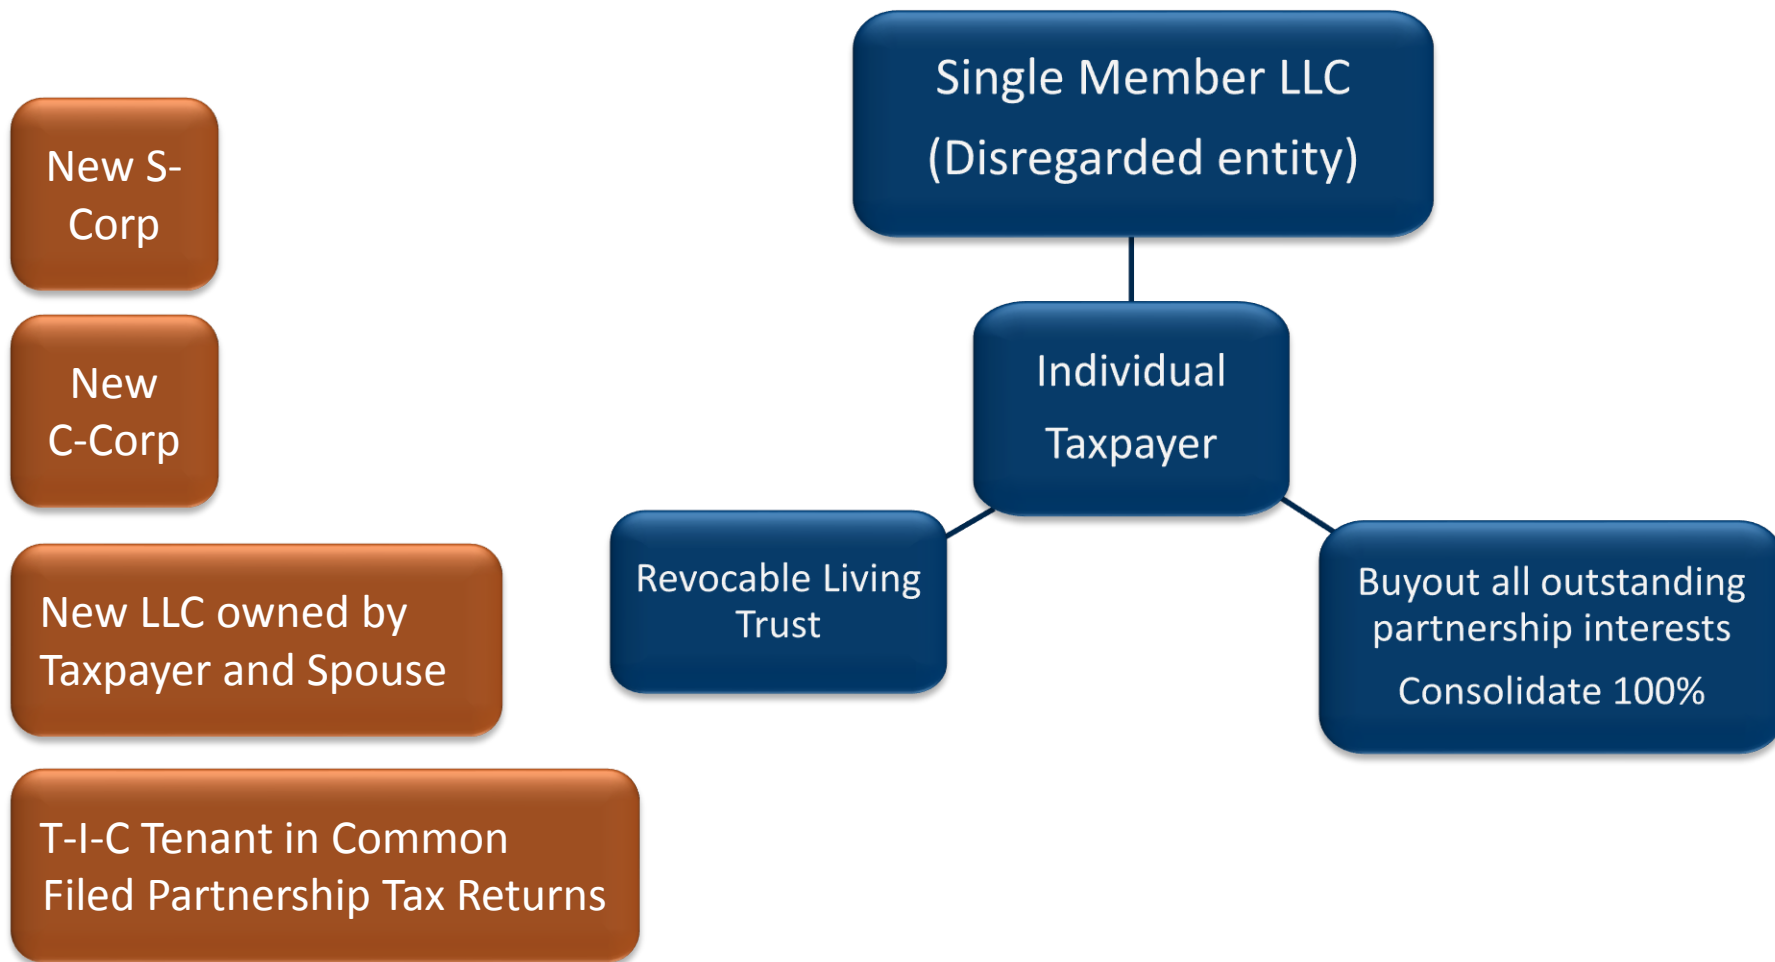 New S-
Corp
New
C-Corp
New LLC owned by
Taxpayer and Spouse
T-I-C Tenant in Common
Filed Partnership Tax Returns
Single Member LLC
(Disregarded entity)
Individual
Taxpayer
Revocable Living
Trust
Buyout all outstanding
partnership interests
Consolidate 100%